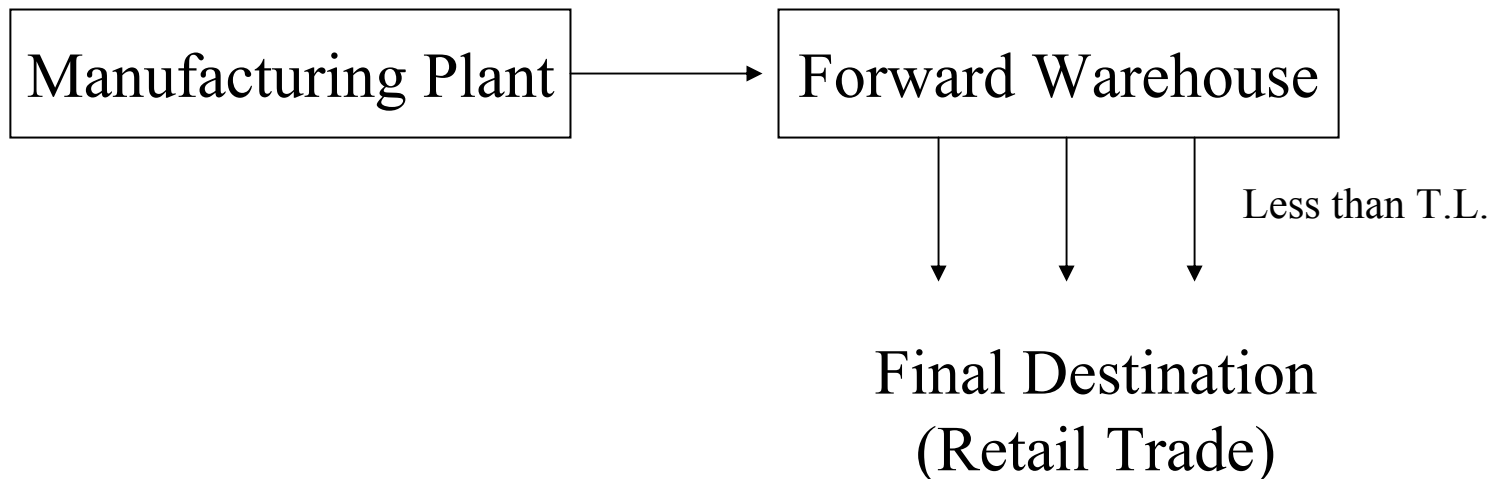 Manufacturing Plant
Forward Warehouse
Less than T.L.
Final Destination
(Retail Trade)